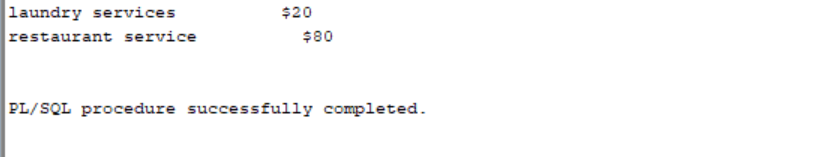 laundry services          $20
restaurant service          $80
PL/SQL procedure successfully completed.